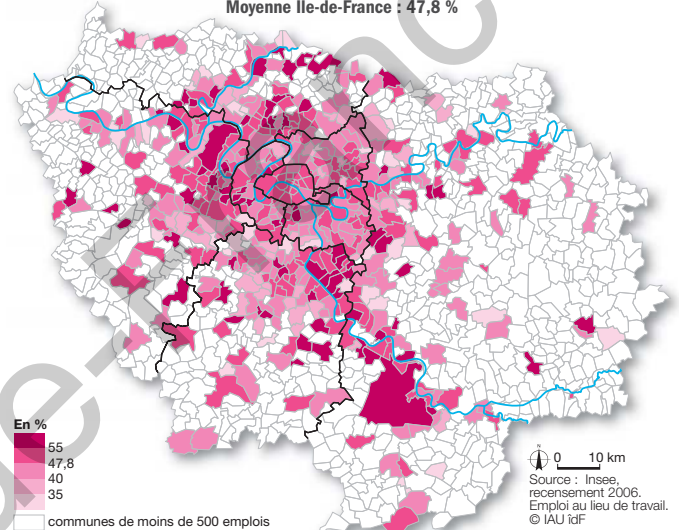 Moyenne Ile-de-France : 47,8 %
En %
55
47,8
40
35
communes de moins de 500 emplois
N
0 10 km
Source : Insee,
recensement 2006.
Emploi au lieu de travail.
© IAU îdF